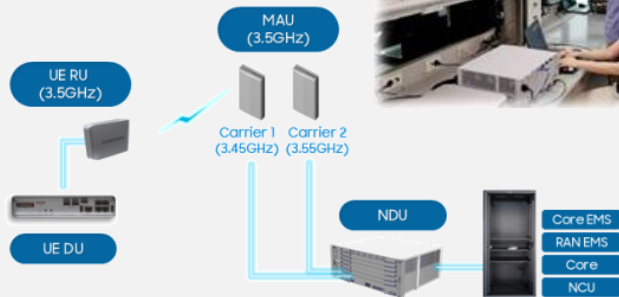 MAU
(3.5GHz)
UE RU
(3.5GHz)
Carrier 1
(3.45GHz)
Carrier 2
(3.55GHz)
NDU
UE DU
Core EMS
RAN EMS
Core
NCU